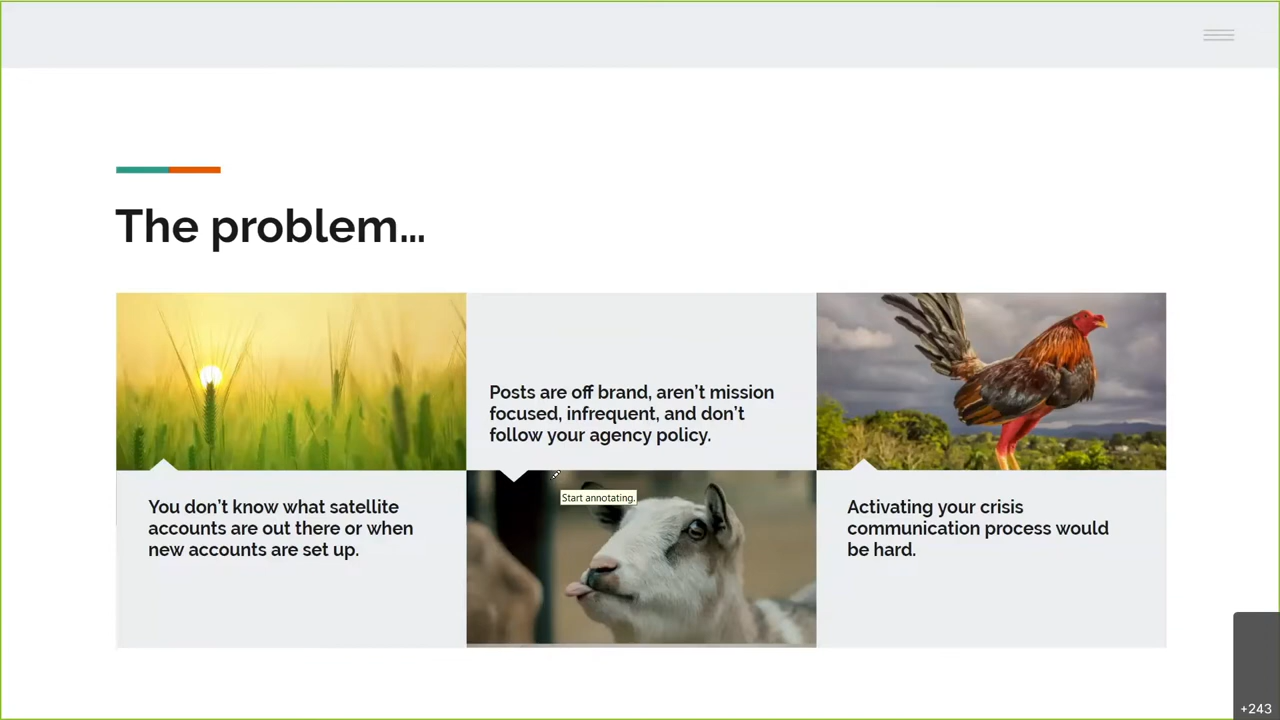 The problem...
Posts are off brand, aren't mission
focused, infrequent, and don't
follow your agency policy.
Start annotating.
You don't know what satellite
accounts are out there or when
new accounts are set up.
Activating your crisis
communication process would
be hard.
+243